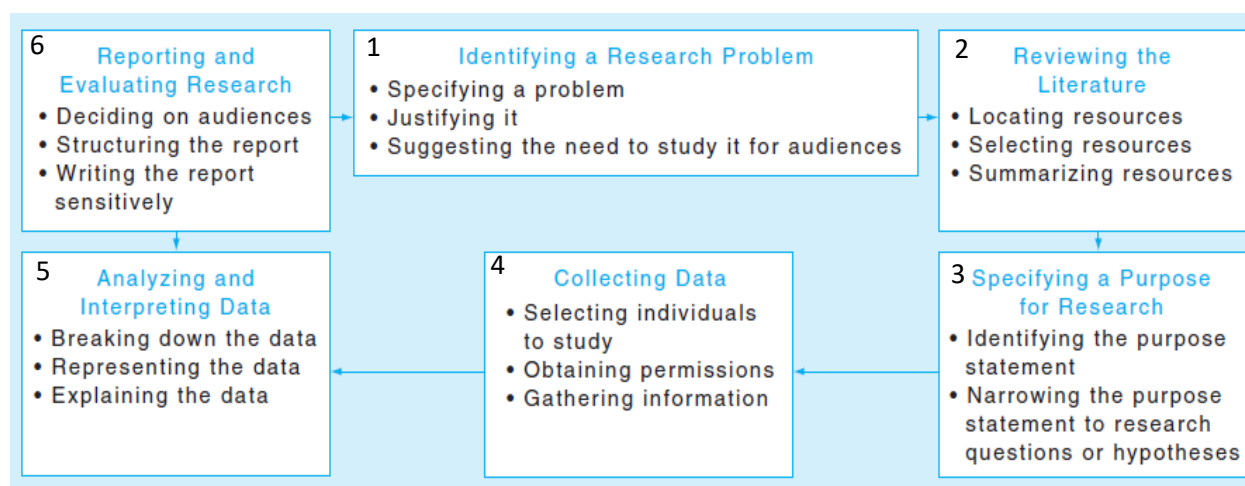 6
Reporting and
Evaluating Research
• Deciding on audiences
• Structuring the report
• Writing the report
sensitively
1
Identifying a Research Problem
• Specifying a problem
• Justifying it
• Suggesting the need to study it for audiences
2
Reviewing the
Literature
• Locating resources
• Selecting resources
• Summarizing resources
3
Specifying a Purpose
for Research
• Identifying the purpose
statement
• Narrowing the purpose
statement to research
questions or hypotheses
4
Collecting Data
• Selecting individuals
to study
• Obtaining permissions
• Gathering information
5
Analyzing and
Interpreting Data
• Breaking down the data
• Representing the data
• Explaining the data